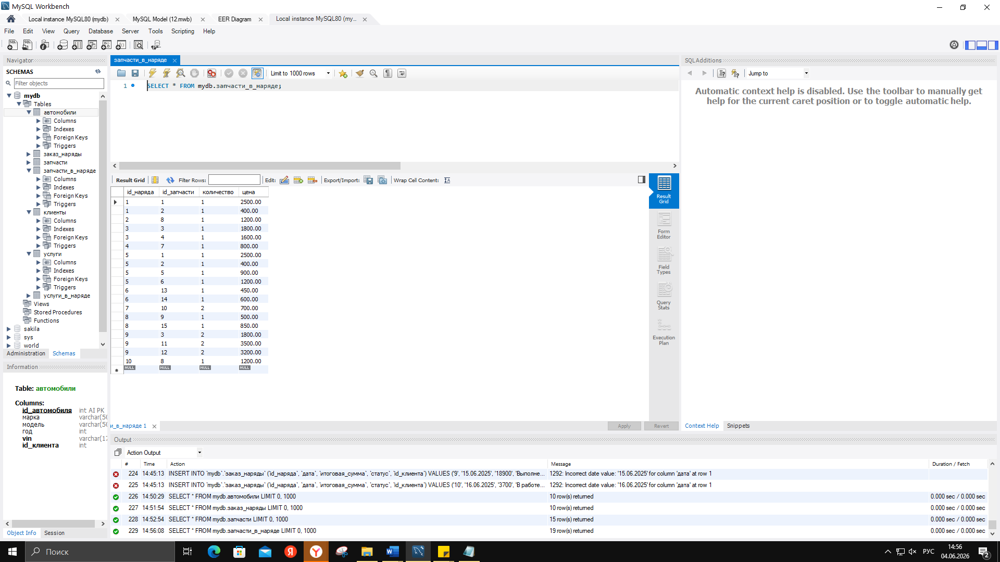 MySQL Workbench
Local instance MySQL80 (mydb)
MySQL Model (12.mwb)
EER Diagram
Local instance MySQL80 (my...
File Edit View Query Database Server Tools Scripting Help
Navigator
SCHEMAS
Filter objects
mydb
Tables
автомобили
Columns
Indexes
Foreign Keys
Triggers
заказ_наряды
запчасти
запчасти_в_наряде
Columns
Indexes
Foreign Keys
Triggers
клиенты
Columns
Indexes
Foreign Keys
Triggers
услуги
Columns
Indexes
Foreign Keys
Triggers
услуги_в_наряде
Views
Stored Procedures
Functions
sakila
sys
world
Administration Schemas
Information
Table: автомобили
Columns:
id_автомобиля int AI PK
марка varchar(50
модель varchar(50
год int
vin varchar(17
id_клиента int
Object Info Session
запчасти_в_наряде
Limit to 1000 rows
1 SELECT * FROM mydb.запчасти_в_наряде;
Result Grid Filter Rows: Edit: Export/Import: Wrap Cell Content:
id_наряда id_запчасти количество цена
1 1 1 2500.00
1 2 1 400.00
2 8 1 1200.00
3 3 1 1800.00
3 4 1 1600.00
4 7 1 800.00
5 1 1 2500.00
5 2 1 400.00
5 5 1 900.00
5 6 1 1200.00
6 13 1 450.00
6 14 1 600.00
7 10 2 700.00
8 9 1 500.00
8 15 1 850.00
9 3 2 1800.00
9 11 2 3500.00
9 12 2 3200.00
10 8 1 1200.00
NULL NULL NULL NULL
Result Grid
Form Editor
Field Types
Query Stats
Execution Plan
и_в_наряде 1
Apply Revert
SQLAdditions
Jump to
Automatic context help is disabled. Use the toolbar to manually get
help for the current caret position or to toggle automatic help.
Context Help Snippets
Output
Action Output
# Time Action Message Duration / Fetch
224 14:45:13 INSERT INTO `mydb`.`заказ_наряды` (`id_наряда`, `дата`, `итоговая_сумма`, `статус`, `id_клиента`) VALUES ('9', '15.06.2025', '18900', 'Выполне... 1292: Incorrect date value: '15.06.2025' for column 'дата' at row 1
225 14:45:13 INSERT INTO `mydb`.`заказ_наряды` (`id_наряда`, `дата`, `итоговая_сумма`, `статус`, `id_клиента`) VALUES ('10', '16.06.2025', '3700', 'В работе... 1292: Incorrect date value: '16.06.2025' for column 'дата' at row 1
226 14:50:29 SELECT * FROM mydb.автомобили LIMIT 0, 1000 10 row(s) returned 0.000 sec / 0.000 sec
227 14:51:54 SELECT * FROM mydb.заказ_наряды LIMIT 0, 1000 10 row(s) returned 0.000 sec / 0.000 sec
228 14:52:54 SELECT * FROM mydb.запчасти LIMIT 0, 1000 15 row(s) returned 0.000 sec / 0.000 sec
229 14:56:08 SELECT * FROM mydb.запчасти_в_наряде LIMIT 0, 1000 19 row(s) returned 0.000 sec / 0.000 sec
Поиск
РУС
14:56
04.06.2026
2